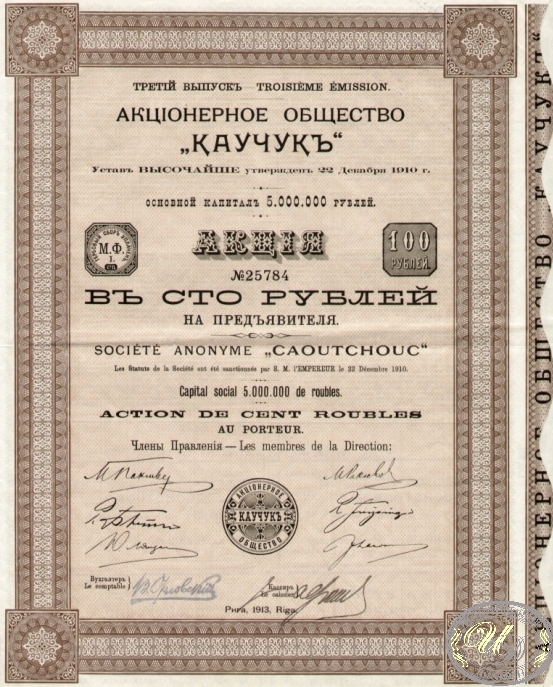 ТРЕТІЙ ВЫПУСКЪ – TROISIÈME ÉMISSION.
АКЦІОНЕРНОЕ ОБЩЕСТВО
„КАУЧУКЪ“
Уставъ ВЫСОЧАЙШЕ утвержденъ 22 Декабря 1910 г.
ОСНОВНОЙ КАПИТАЛЪ 5.000.000 РУБЛЕЙ.
М.Ф.
1.
СПБ.
АКЦІЯ
100
РУБЛЕЙ.
№25784
ВЪ СТО РУБЛЕЙ
НА ПРЕДЪЯВИТЕЛЯ.
SOCIÉTÉ ANONYME „CAOUTCHOUC“
Les Statuts de la Société ont été sanctionnés par S. M. l'EMPEREUR le 22 Décembre 1910.
Capital social 5.000.000 de roubles.
ACTION DE CENT ROUBLES
AU PORTEUR.
Члены Правленія — Les membres de la Direction:
АКЦІОНЕРНОЕ
КАУЧУКЪ
ОБЩЕСТВО
Бухгалтеръ
Le comptable
Кассиръ
Le caissier
Рига, 1913, Riga.
АКЦІОНЕРНОЕ ОБЩЕСТВО „КАУЧУКЪ“